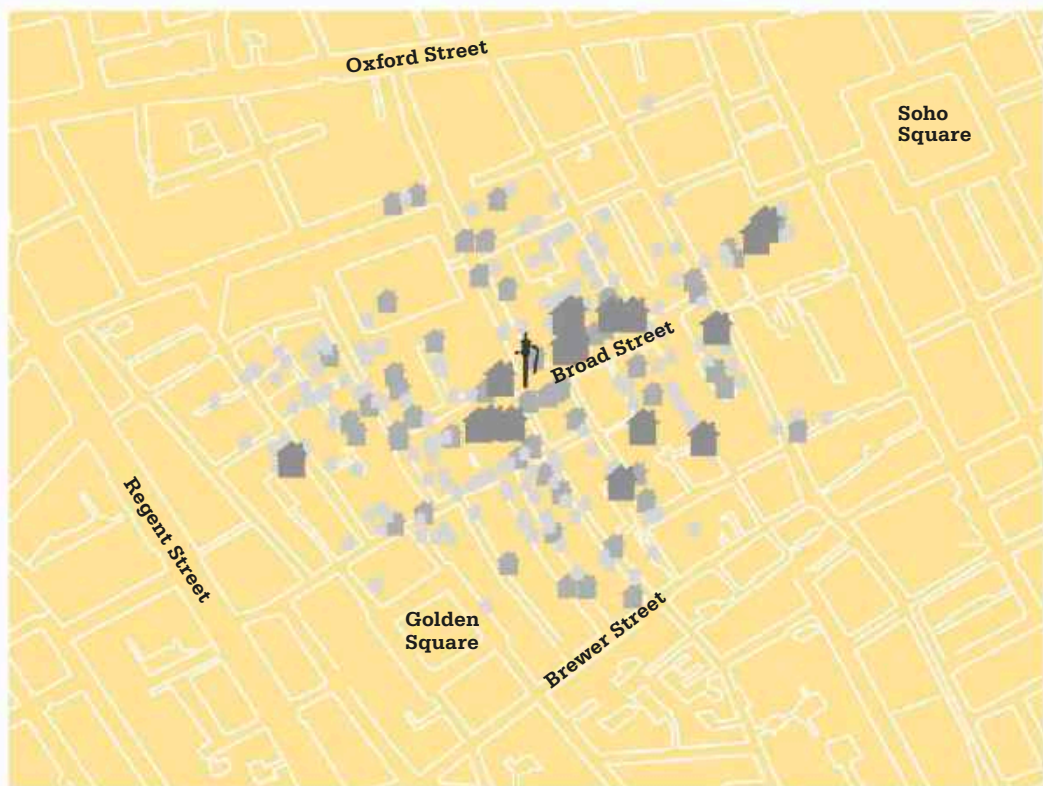 Oxford Street
Soho
Square
Broad Street
Regent Street
Golden
Square
Brewer Street